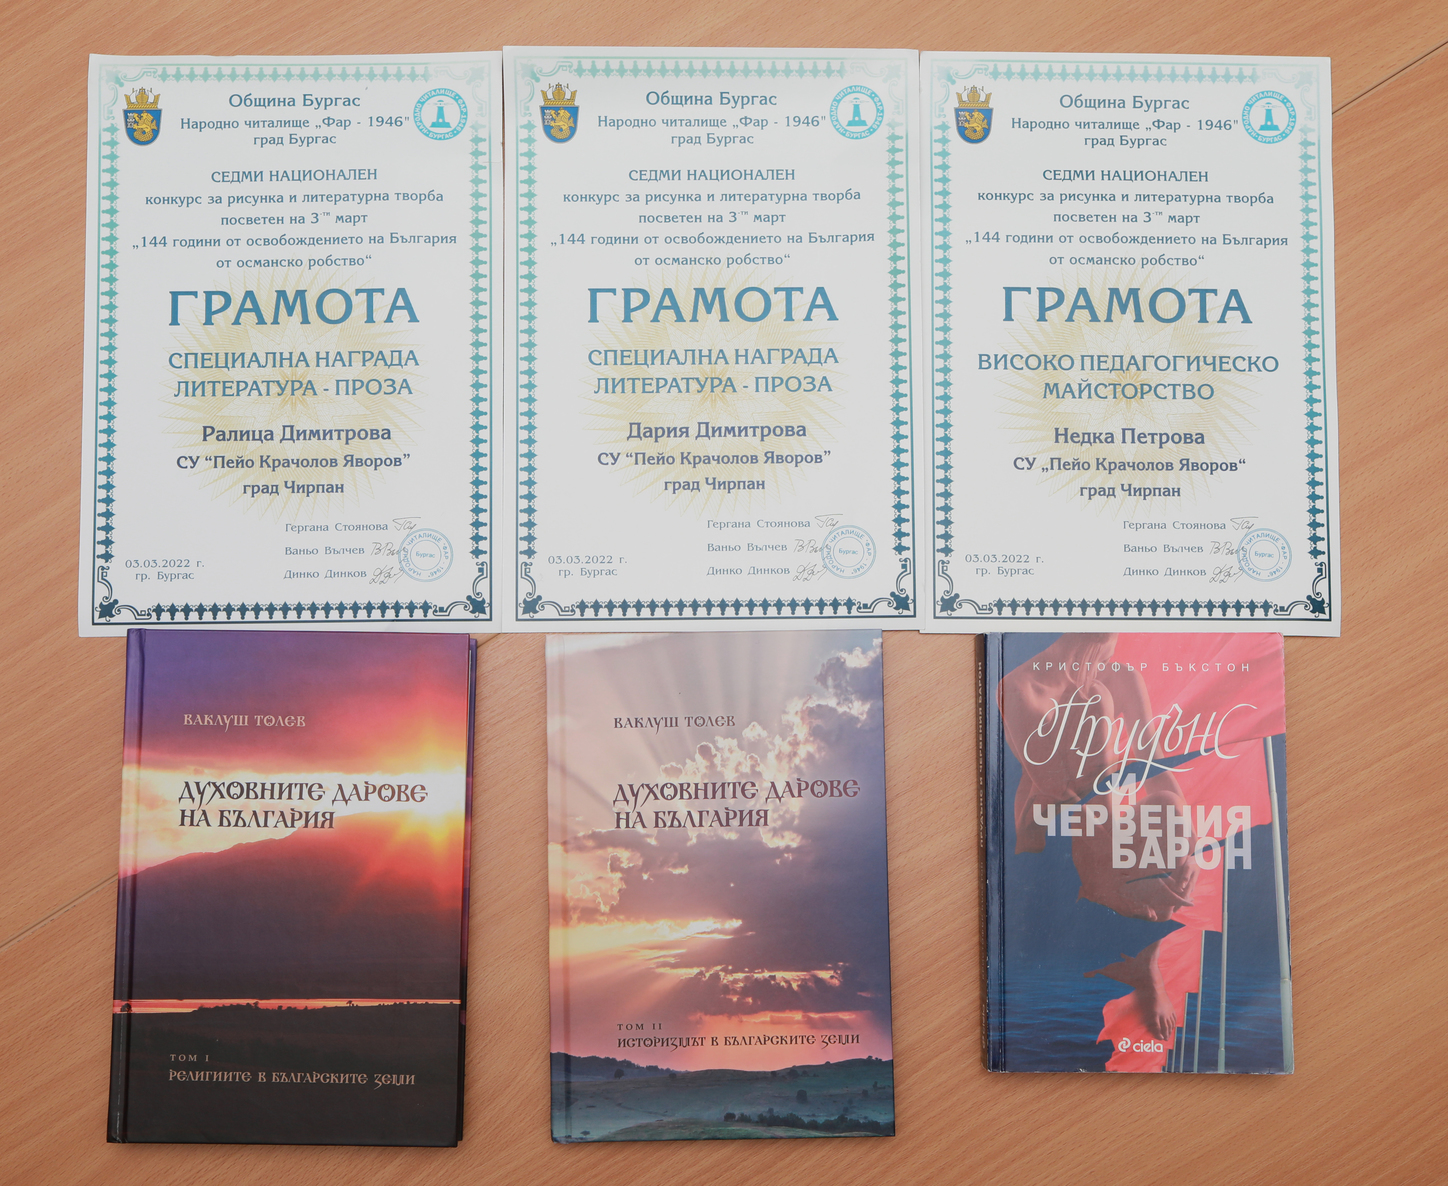 Община Бургас
Народно читалище „Фар - 1946"
град Бургас
СЕДМИ НАЦИОНАЛЕН
конкурс за рисунка и литературна творба
посветен на 3-ти март
„144 години от освобождението на България
от османско робство“
ГРАМОТА
СПЕЦИАЛНА НАГРАДА
ЛИТЕРАТУРА - ПРОЗА
Ралица Димитрова
СУ “Пейо Крачолов Яворов”
град Чирпан
Гергана Стоянова
Ваньо Вълчев
Динко Динков
03.03.2022 г.
гр. Бургас
Община Бургас
Народно читалище „Фар - 1946"
град Бургас
СЕДМИ НАЦИОНАЛЕН
конкурс за рисунка и литературна творба
посветен на 3-ти март
„144 години от освобождението на България
от османско робство“
ГРАМОТА
СПЕЦИАЛНА НАГРАДА
ЛИТЕРАТУРА - ПРОЗА
Дария Димитрова
СУ “Пейо Крачолов Яворов”
град Чирпан
Гергана Стоянова
Ваньо Вълчев
Динко Динков
03.03.2022 г.
гр. Бургас
Община Бургас
Народно читалище „Фар - 1946"
град Бургас
СЕДМИ НАЦИОНАЛЕН
конкурс за рисунка и литературна творба
посветен на 3-ти март
„144 години от освобождението на България
от османско робство“
ГРАМОТА
ВИСОКО ПЕДАГОГИЧЕСКО
МАЙСТОРСТВО
Недка Петрова
СУ „Пейо Крачолов Яворов“
град Чирпан
Гергана Стоянова
Ваньо Вълчев
Динко Динков
03.03.2022 г.
гр. Бургас
ВАКЛУШ ТОЛЕВ
ДУХОВНИТЕ ДАРОВЕ
НА БЪЛГАРИЯ
ТОМ I
РЕЛИГИИТЕ В БЪЛГАРСКИТЕ ЗЕМИ
ВАКЛУШ ТОЛЕВ
ДУХОВНИТЕ ДАРОВЕ
НА БЪЛГАРИЯ
ТОМ II
ИСТОРИЗМЪТ В БЪЛГАРСКИТЕ ЗЕМИ
КРИСТОФЪР БЪКСТОН
Прудънс
И
ЧЕРВЕНИЯ
БАРОН
ciela